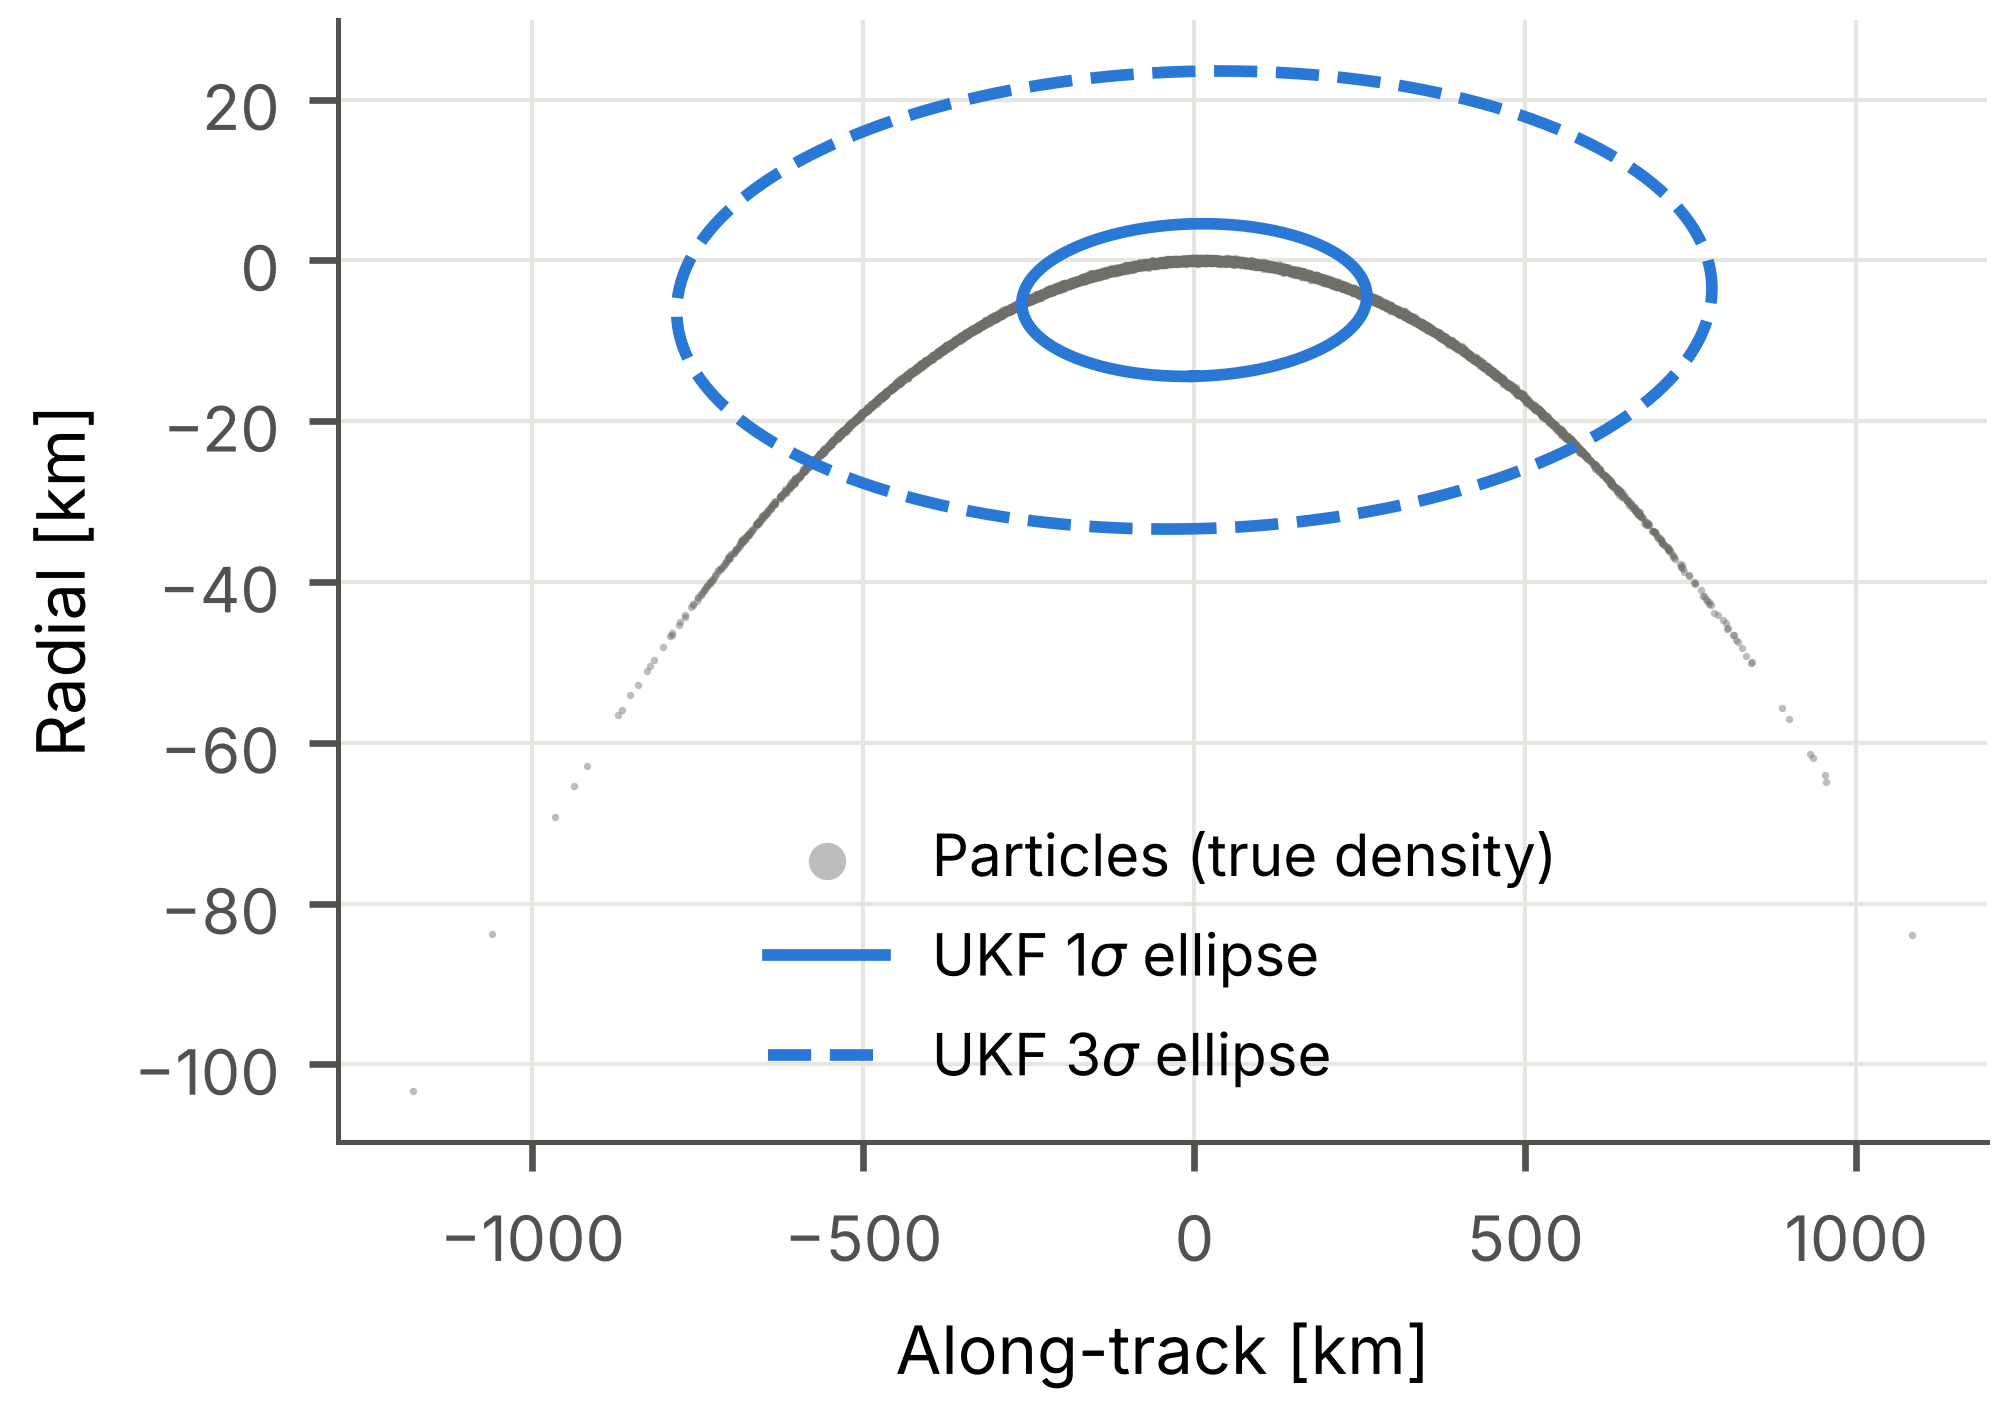 20
0
−20
−40
−60
−80
−100
Radial [km]
Particles (true density)
UKF 1σ ellipse
UKF 3σ ellipse
−1000
−500
0
500
1000
Along-track [km]